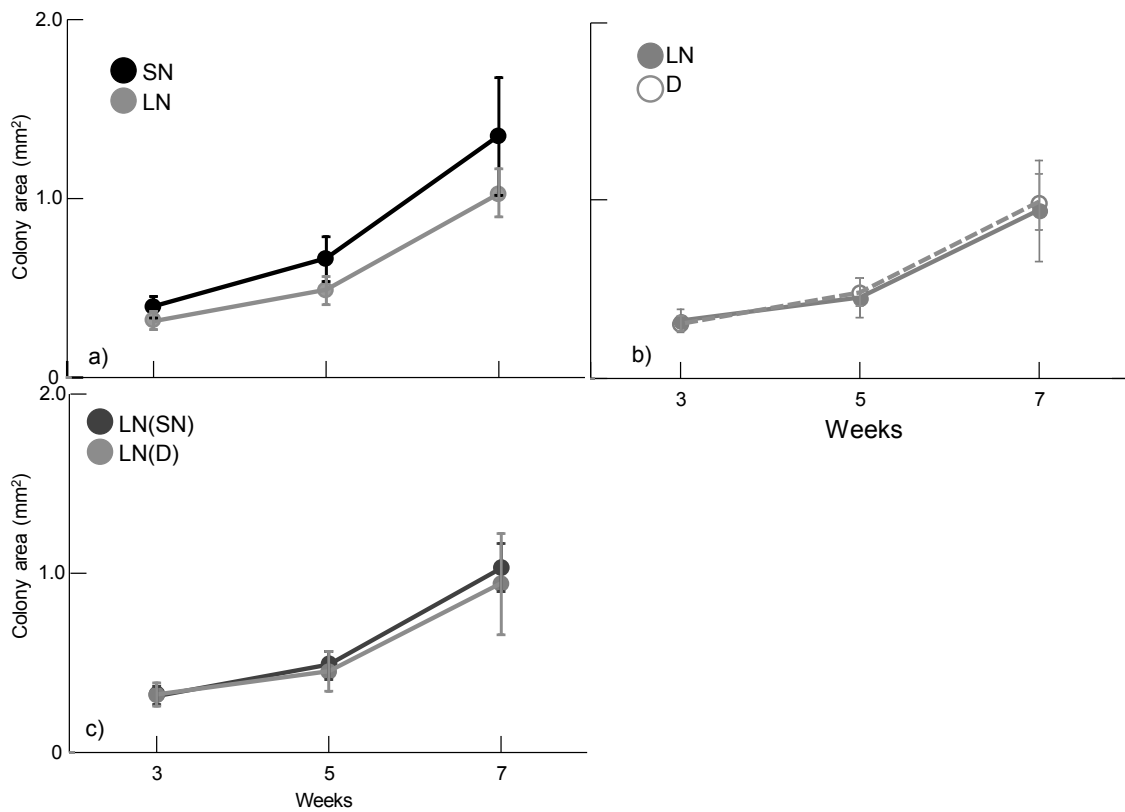 2.0
SN
LN
1.0
Colony area (mm²)
a)
0
LN
D
b)
3 5 7
Weeks
2.0
LN(SN)
LN(D)
1.0
Colony area (mm²)
c)
0
3 5 7
Weeks